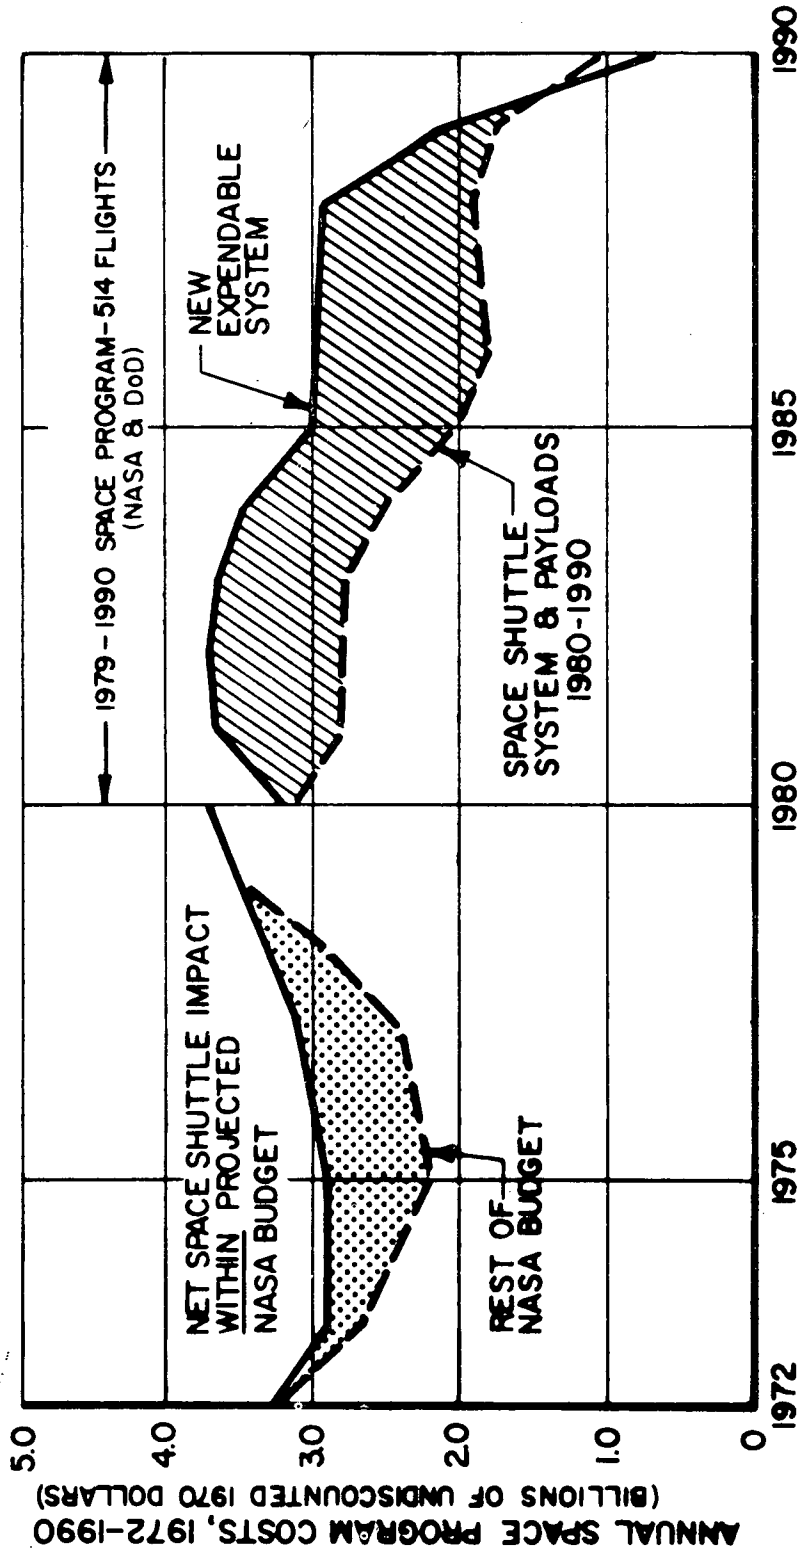 ANNUAL SPACE PROGRAM COSTS, 1972-1990
(BILLIONS OF UNDISCOUNTED 1970 DOLLARS)
5.0
4.0
3.0
2.0
1.0
0
1979-1990 SPACE PROGRAM-514 FLIGHTS
(NASA & DoD)
NET SPACE SHUTTLE IMPACT
WITHIN PROJECTED
NASA BUDGET
NEW
EXPENDABLE
SYSTEM
REST OF
NASA BUDGET
SPACE SHUTTLE
SYSTEM & PAYLOADS
1980-1990
1972
1975
1980
1985
1990